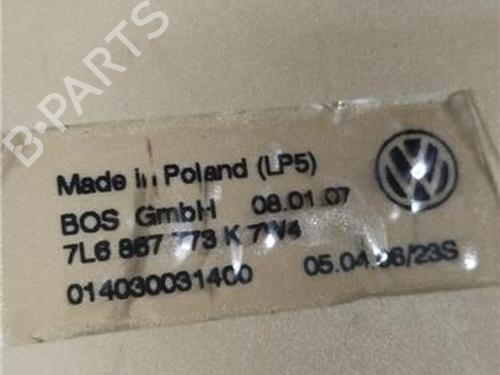 B-PARTS
Made in Poland (LP5)
BOS GmbH 08.01.07
7L6 867 773 K 7W4
014030031400 05.04.06/23S